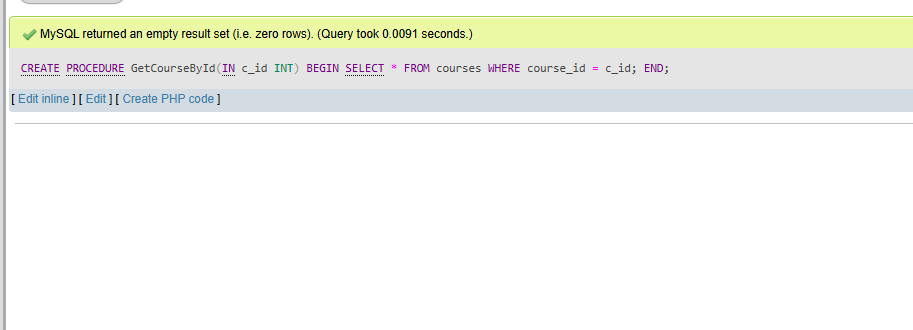 MySQL returned an empty result set (i.e. zero rows). (Query took 0.0091 seconds.)
CREATE PROCEDURE GetCourseById(IN c_id INT) BEGIN SELECT * FROM courses WHERE course_id = c_id; END;
[ Edit inline ] [ Edit ] [ Create PHP code ]